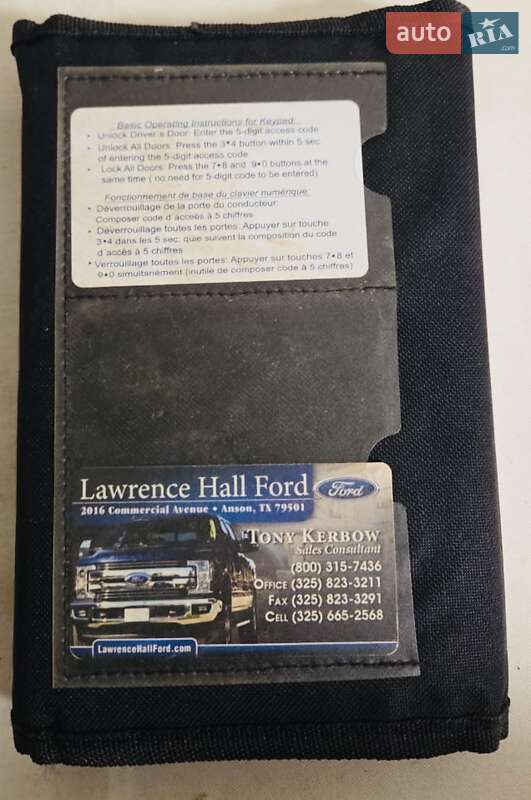 auto RIA.com
Basic Operating Instructions for Keypad:
• Unlock Driver's Door: Enter the 5-digit access code
• Unlock All Doors: Press the 3•4 button within 5 sec
of entering the 5-digit access code
• Lock All Doors: Press the 7•8 and 9•0 buttons at the
same time ( no need for 5-digit code to be entered)
Fonctionnement de base du clavier numérique:
• Déverrouillage de la porte du conducteur:
Composer code d'accès à 5 chiffres
• Déverrouillage toutes les portes: Appuyer sur touche
3•4 dans les 5 sec. que suivent la composition du code
d'accès à 5 chiffres
• Verrouillage toutes les portes: Appuyer sur touches 7•8 et
9•0 simultanément.(inutile de composer code à 5 chiffres)
Lawrence Hall Ford Ford
2016 Commercial Avenue • Anson, TX 79501
TONY KERBOW
Sales Consultant
(800) 315-7436
OFFICE (325) 823-3211
FAX (325) 823-3291
CELL (325) 665-2568
LawrenceHallFord.com